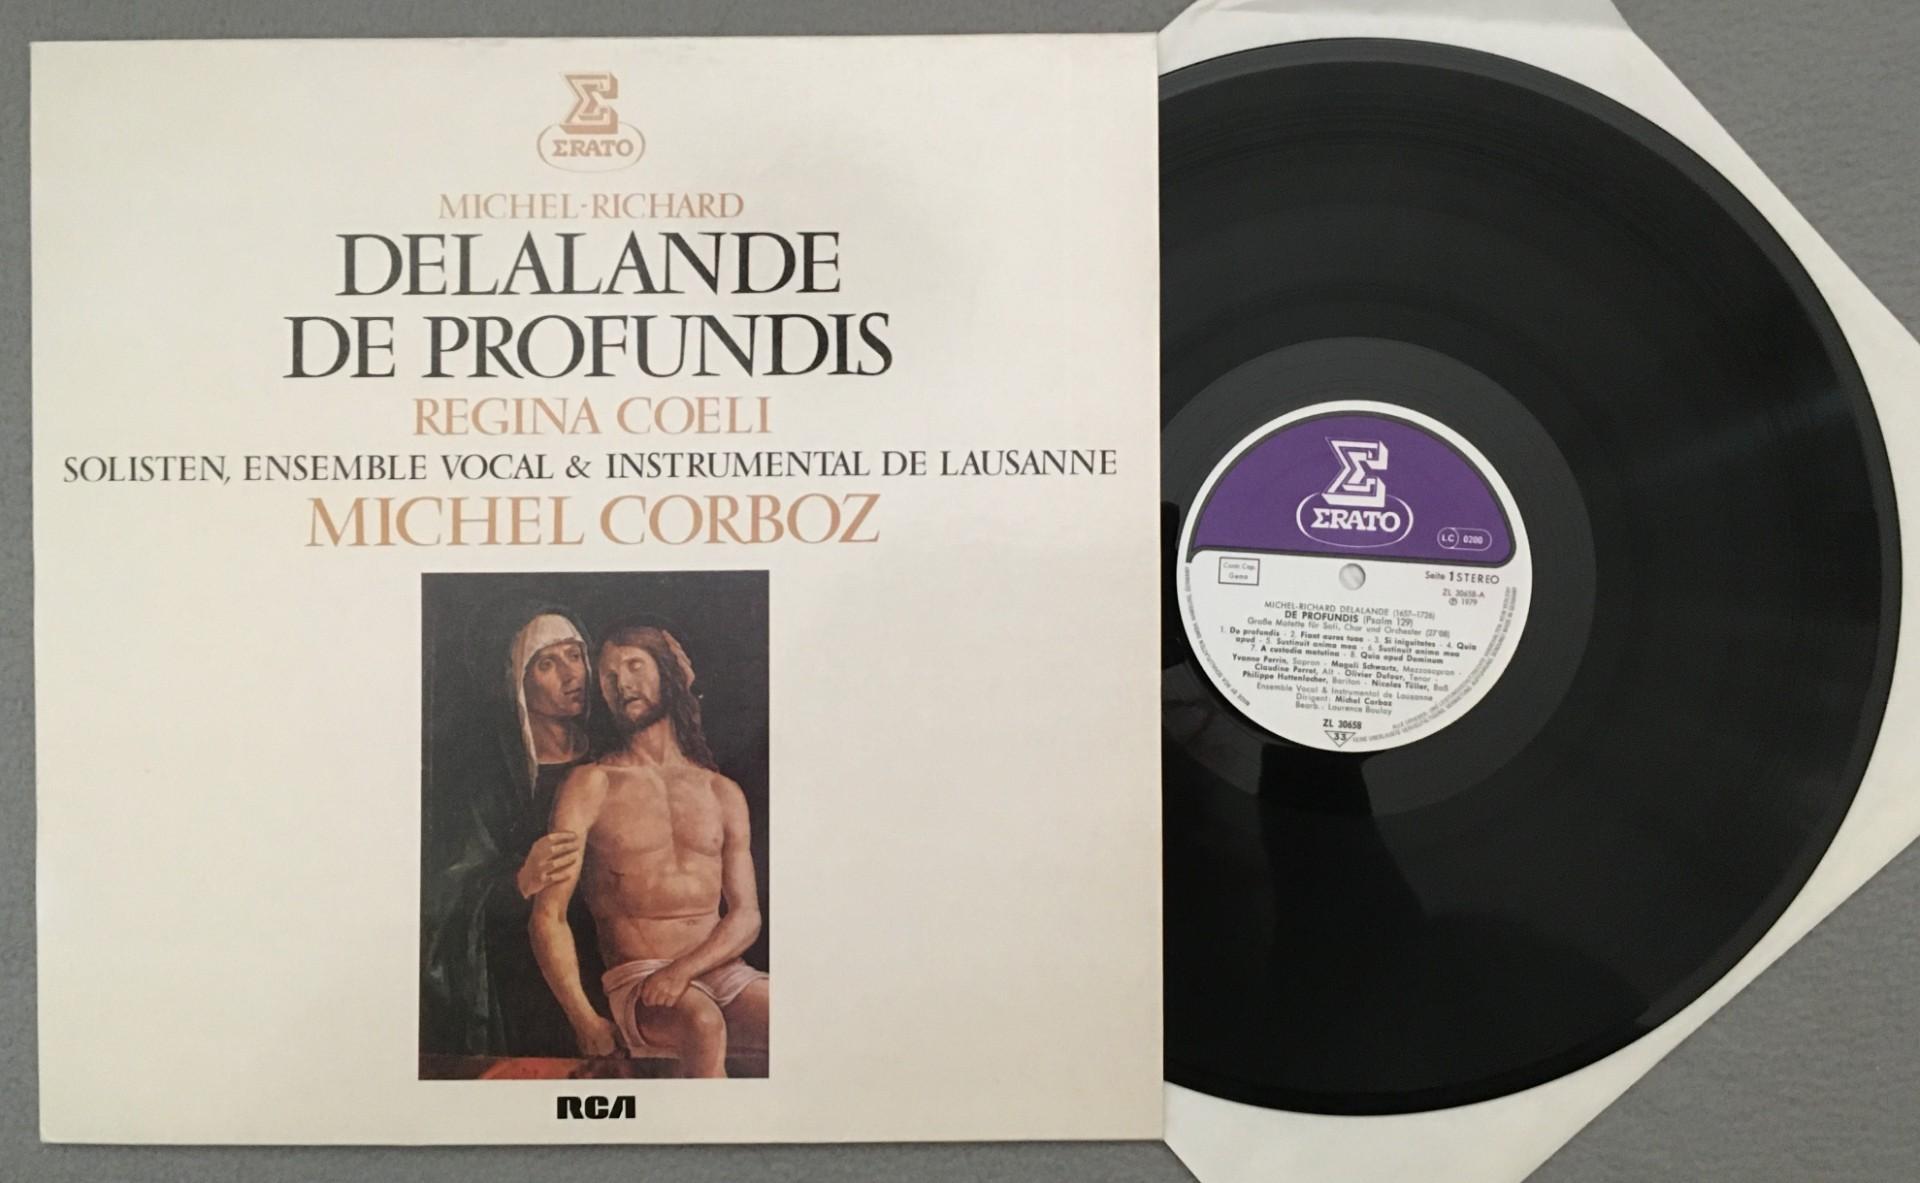 ΣRATO
MICHEL-RICHARD
DELALANDE
DE PROFUNDIS
REGINA COELI
SOLISTEN, ENSEMBLE VOCAL & INSTRUMENTAL DE LAUSANNE
MICHEL CORBOZ
RCA
ΣRATO
LC 0200
Gema
Seite 1 STEREO
ZL 30658-A
℗ 1979
MICHEL-RICHARD DELALANDE (1657–1726)
DE PROFUNDIS (Psalm 129)
Große Motette für Soli, Chor und Orchester (27'08)
1. De profundis - 2. Fiant aures tuae - 3. Si iniquitates - 4. Quia
apud - 5. Sustinuit anima mea - 6. Sustinuit anima mea
7. A custodia matutina - 8. Quia apud Dominum
Yvonne Perrin, Sopran - Magali Schwartz, Mezzosopran -
Claudine Perret, Alt - Olivier Dufour, Tenor -
Philippe Huttenlocher, Bariton - Nicolas Tüller, Baß
Ensemble Vocal & Instrumental de Lausanne
Dirigent: Michel Corboz
Bearb.: Laurence Boulay
ZL 30658
33